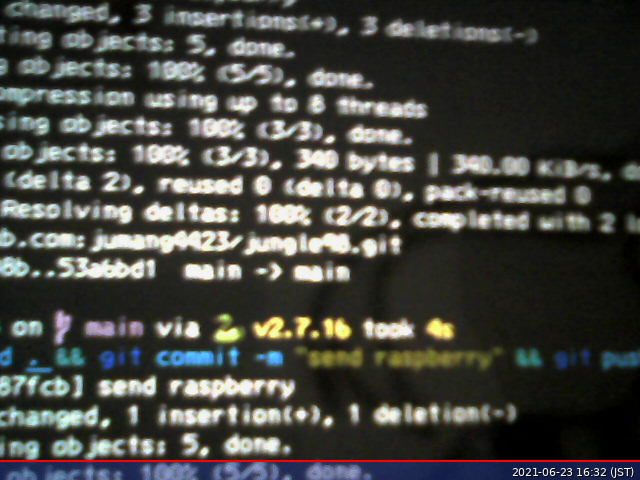 changed, 3 insertions(+), 3 deletions(-)
ting objects: 5, done.
g objects: 100% (5/5), done.
ompression using up to 8 threads
sing objects: 100% (3/3), done.
objects: 100% (3/3), 340 bytes | 340.00 KiB/s, d
(delta 2), reused 0 (delta 0), pack-reused 0
Resolving deltas: 100% (2/2), completed with 2 l
b.com:jumang4423/jungle98.git
8b..53a6bd1 main -> main
on main via v2.7.16 took 4s
d . && git commit -m "send raspberry" && git pus
87fcb] send raspberry
changed, 1 insertion(+), 1 deletion(-)
ing objects: 5, done.
objects: 100% (5/5), done.
2021-06-23 16:32 (JST)